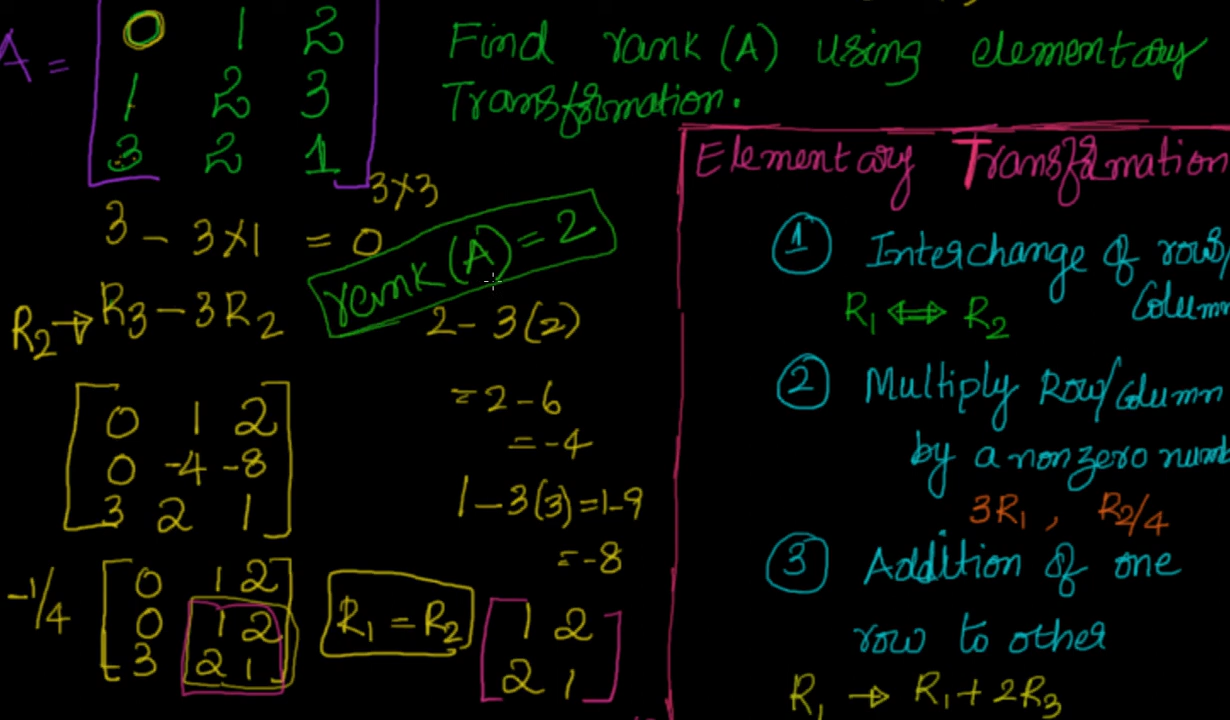 A = [ 0 1 2
1 2 3
3 2 1 ] 3×3
Find rank (A) using elementary
Transformation.
3 - 3×1 = 0
rank (A) = 2
R2 → R3 - 3R2
2 - 3(2)
= 2 - 6
= -4
1 - 3(3) = 1 - 9
= -8
[ 0 1 2
0 -4 -8
3 2 1 ]
-1/4 [ 0 1 2
0 1 2
3 2 1 ]
R1 = R2
[ 1 2
2 1 ]
Elementary Transformation
① Interchange of rows/
Column
R1 ⟺ R2
② Multiply Row/Column
by a nonzero numb
3R1 , R2/4
③ Addition of one
row to other
R1 → R1 + 2R3